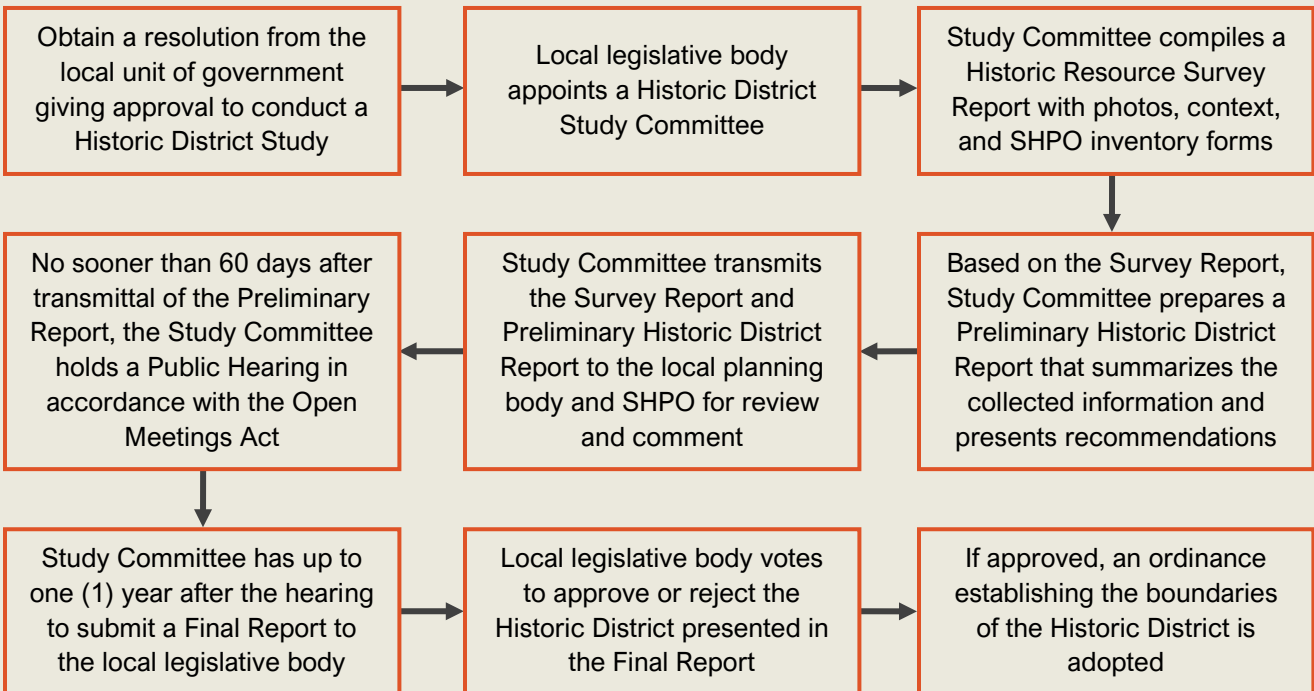 Obtain a resolution from the
local unit of government
giving approval to conduct a
Historic District Study
Local legislative body
appoints a Historic District
Study Committee
Study Committee compiles a
Historic Resource Survey
Report with photos, context,
and SHPO inventory forms
Based on the Survey Report,
Study Committee prepares a
Preliminary Historic District
Report that summarizes the
collected information and
presents recommendations
Study Committee transmits
the Survey Report and
Preliminary Historic District
Report to the local planning
body and SHPO for review
and comment
No sooner than 60 days after
transmittal of the Preliminary
Report, the Study Committee
holds a Public Hearing in
accordance with the Open
Meetings Act
Study Committee has up to
one (1) year after the hearing
to submit a Final Report to
the local legislative body
Local legislative body votes
to approve or reject the
Historic District presented in
the Final Report
If approved, an ordinance
establishing the boundaries
of the Historic District is
adopted